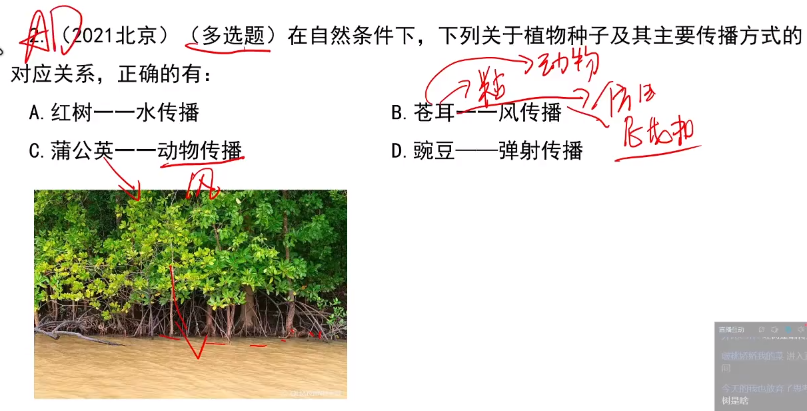 AD
2.（2021北京）（多选题）在自然条件下，下列关于植物种子及其主要传播方式的
对应关系，正确的有：
动物
粘
A.红树——水传播
B.苍耳——风传播
C.蒲公英——动物传播
D.豌豆——弹射传播
风